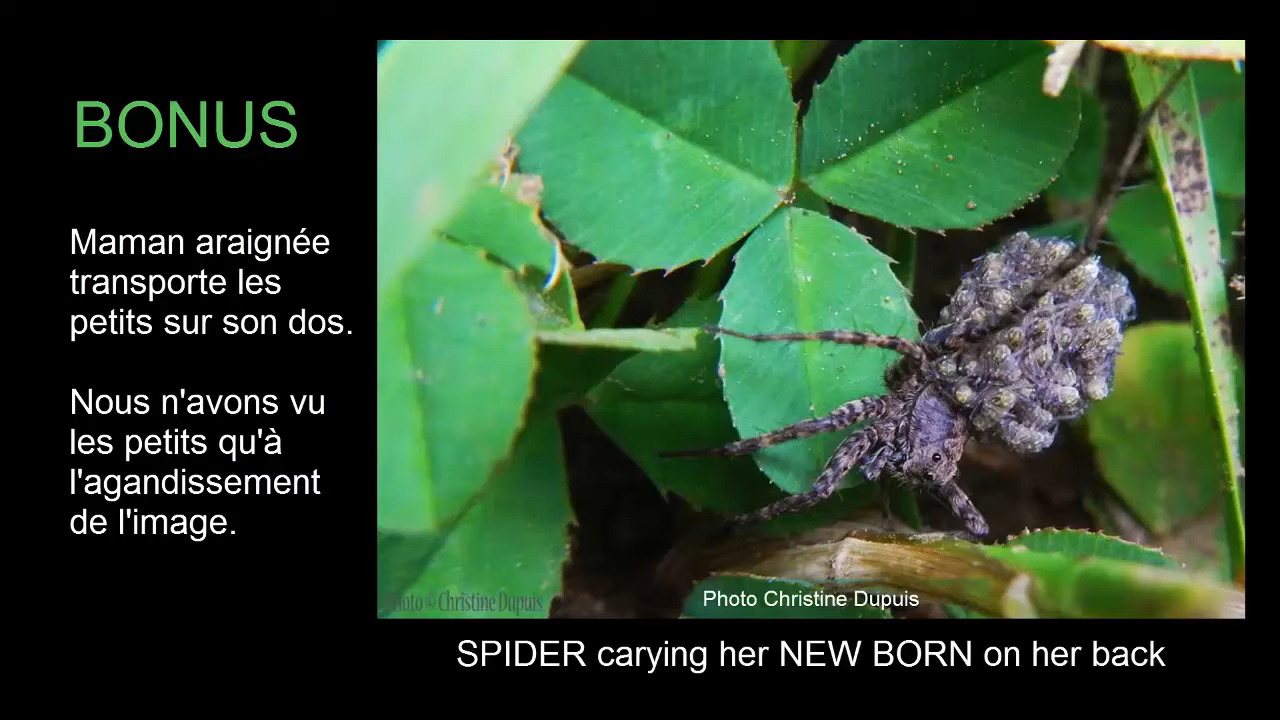 BONUS
Maman araignée
transporte les
petits sur son dos.
Nous n'avons vu
les petits qu'à
l'agandissement
de l'image.
Photo © Christine Dupuis
Photo Christine Dupuis
SPIDER carying her NEW BORN on her back